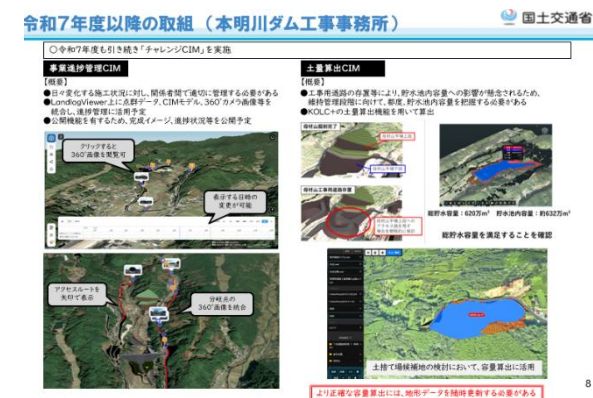 令和7年度以降の取組(本明川ダム工事事務所)
国土交通省
○令和7年度も引き続き「チャレンジCIM」を実施
事業進捗管理CIM
【概要】
●日々変化する施工状況に対し、関係者間で適切に管理する必要がある
●LandlogViewer上に点群データ、CIMモデル、360°カメラ画像等を
統合し、進捗管理に活用予定
●公開機能を有するため、完成イメージ、進捗状況等を公開予定
クリックすると
360°画像を閲覧可
表示する日時の
変更が可能
アクセスルートを
矢印で表示
分岐点の
360°画像を統合
土量算出CIM
【概要】
●工事用道路の存置等により、貯水池内容量への影響が懸念されるため、
維持管理段階に向けて、都度、貯水池内容量を把握する必要がある
●KOLC+の土量算出機能を用いて算出
総貯水容量:620万m³ 貯水池内容量:約632万m³
総貯水容量を満足することを確認
土捨て場候補地の検討において、容量算出に活用
より正確な容量算出には、地形データを随時更新する必要がある
8